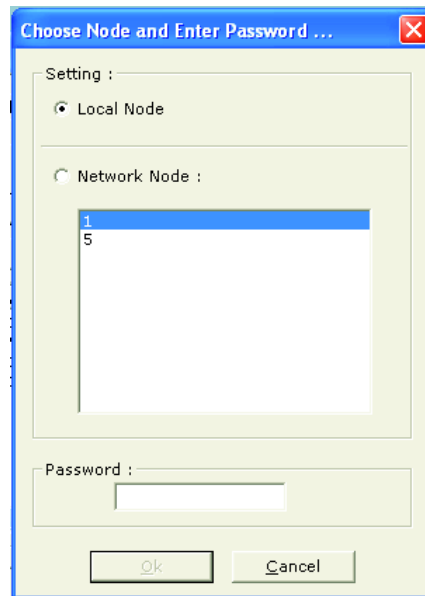 Choose Node and Enter Password ...
Setting :
Local Node
Network Node :
1
5
Password :
Ok
Cancel